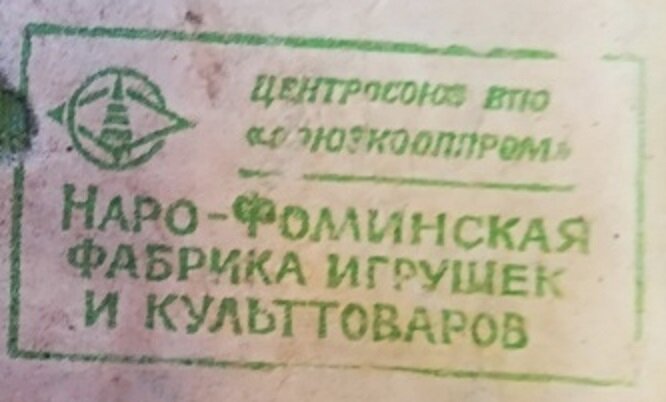 ЦЕНТРОСОЮЗ ВПО
«СОЮЗКООППРОМ»
НАРО-ФОМИНСКАЯ
ФАБРИКА ИГРУШЕК
И КУЛЬТТОВАРОВ